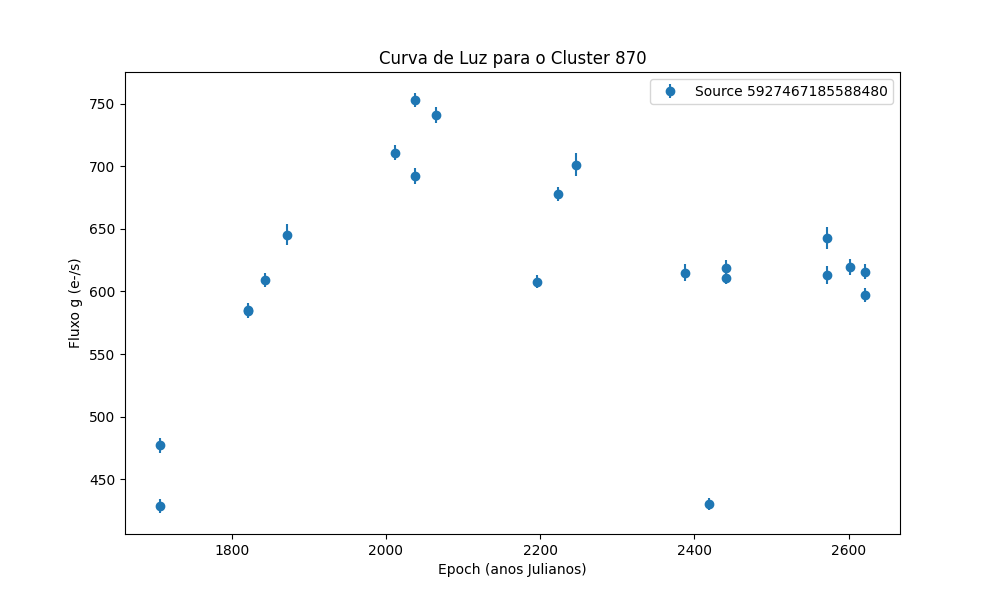 Curva de Luz para o Cluster 870
Source 5927467185588480
750
700
650
600
550
500
450
Fluxo g (e-/s)
1800 2000 2200 2400 2600
Epoch (anos Julianos)